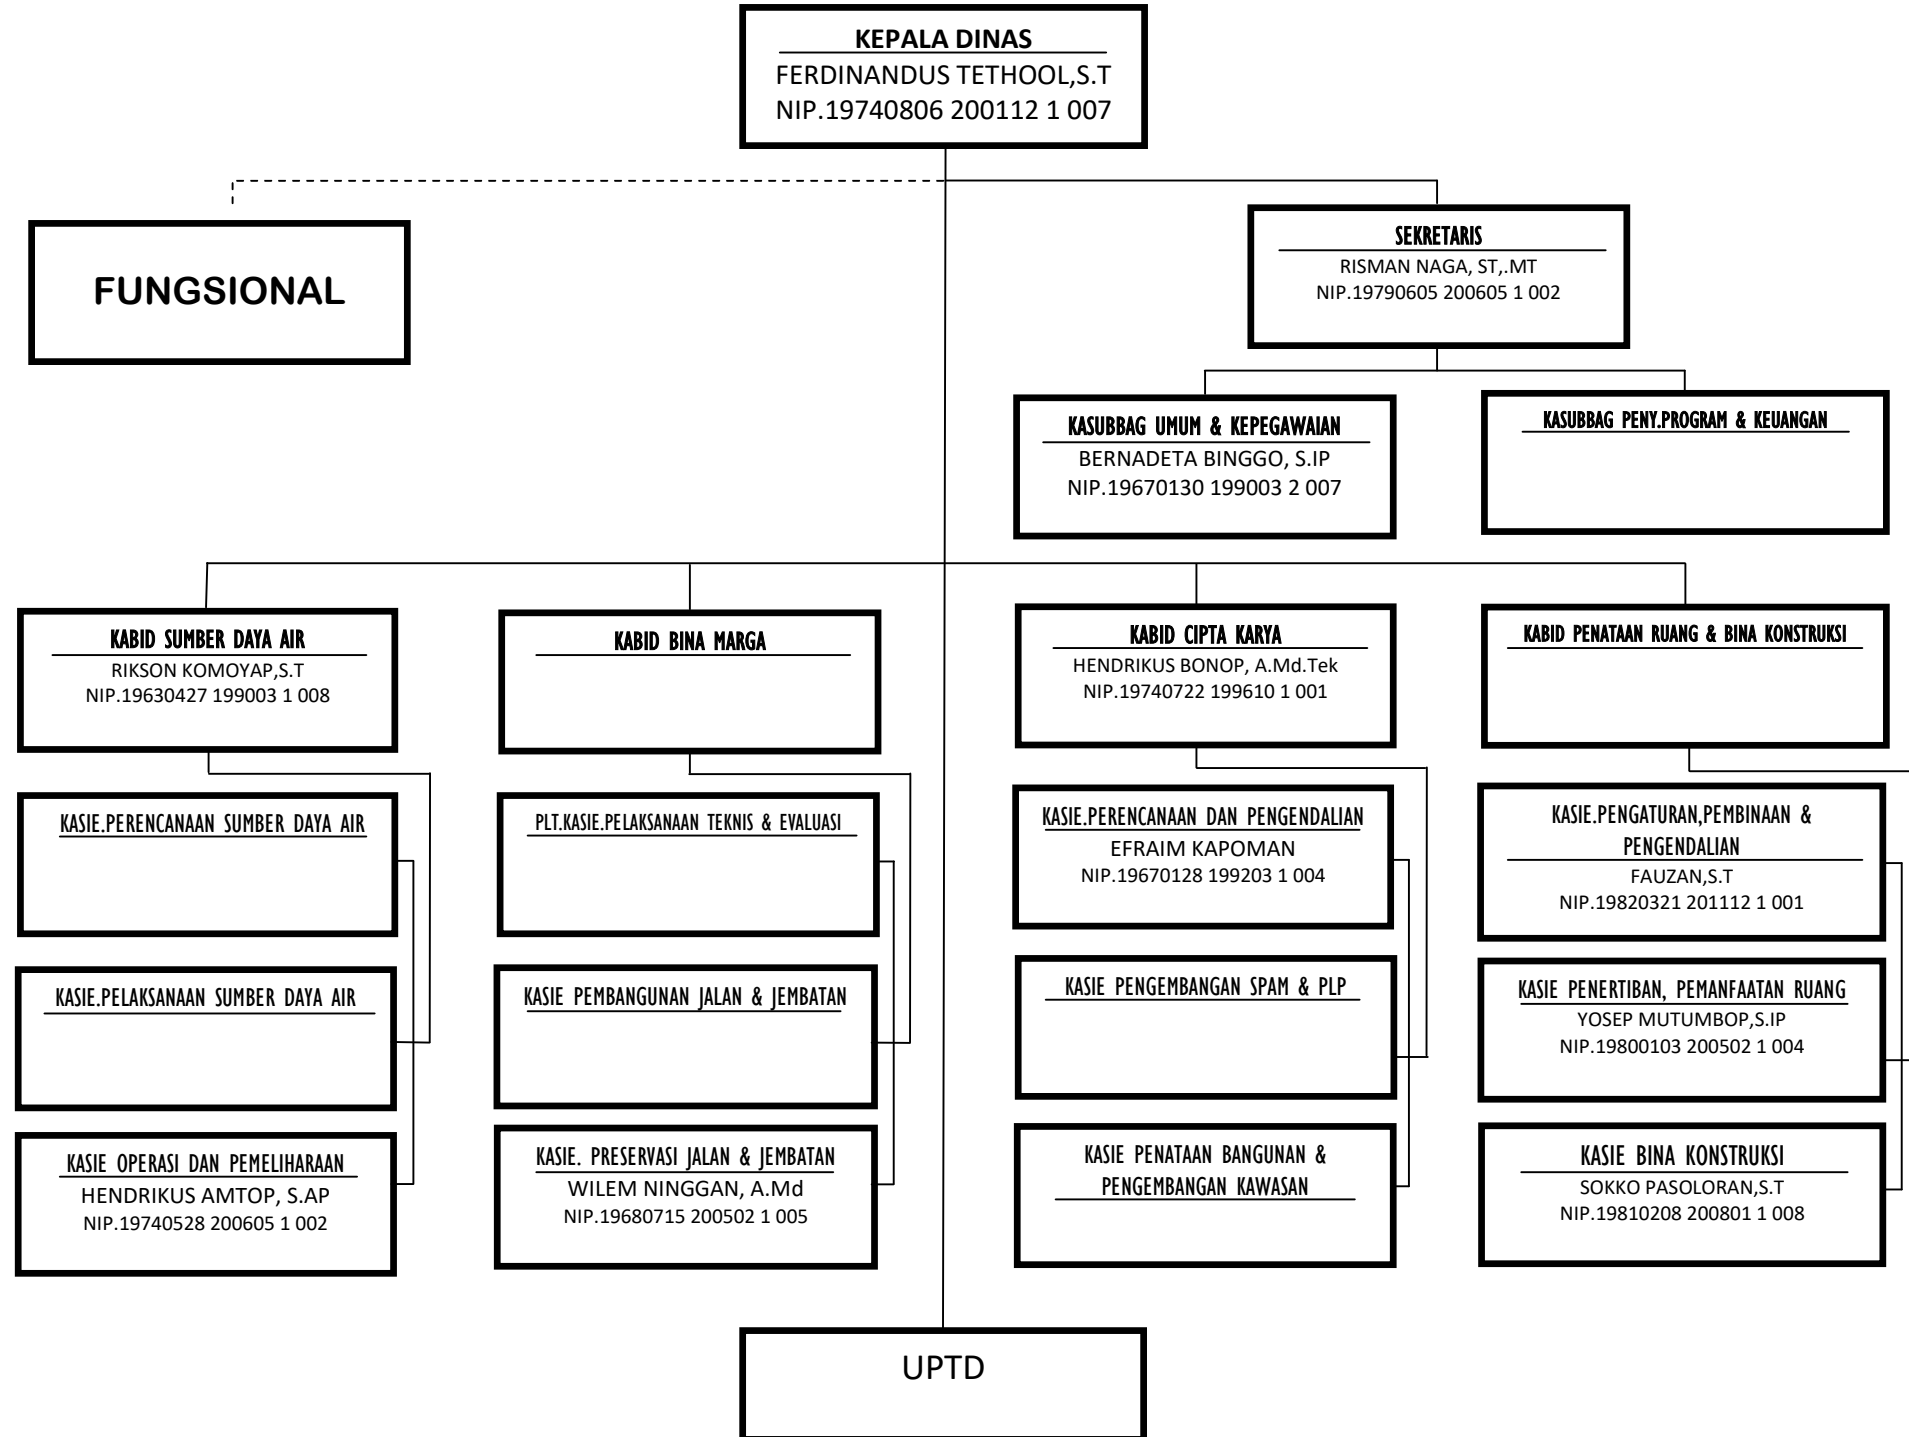 KEPALA DINAS
FERDINANDUS TETHOOL,S.T
NIP.19740806 200112 1 007
FUNGSIONAL
SEKRETARIS
RISMAN NAGA, ST,.MT
NIP.19790605 200605 1 002
KASUBBAG UMUM & KEPEGAWAIAN
BERNADETA BINGGO, S.IP
NIP.19670130 199003 2 007
KASUBBAG PENY.PROGRAM & KEUANGAN
KABID SUMBER DAYA AIR
RIKSON KOMOYAP,S.T
NIP.19630427 199003 1 008
KABID BINA MARGA
KABID CIPTA KARYA
HENDRIKUS BONOP, A.Md.Tek
NIP.19740722 199610 1 001
KABID PENATAAN RUANG & BINA KONSTRUKSI
KASIE.PERENCANAAN SUMBER DAYA AIR
PLT.KASIE.PELAKSANAAN TEKNIS & EVALUASI
KASIE.PERENCANAAN DAN PENGENDALIAN
EFRAIM KAPOMAN
NIP.19670128 199203 1 004
KASIE.PENGATURAN,PEMBINAAN &
PENGENDALIAN
FAUZAN,S.T
NIP.19820321 201112 1 001
KASIE.PELAKSANAAN SUMBER DAYA AIR
KASIE PEMBANGUNAN JALAN & JEMBATAN
KASIE PENGEMBANGAN SPAM & PLP
KASIE PENERTIBAN, PEMANFAATAN RUANG
YOSEP MUTUMBOP,S.IP
NIP.19800103 200502 1 004
KASIE OPERASI DAN PEMELIHARAAN
HENDRIKUS AMTOP, S.AP
NIP.19740528 200605 1 002
KASIE. PRESERVASI JALAN & JEMBATAN
WILEM NINGGAN, A.Md
NIP.19680715 200502 1 005
KASIE PENATAAN BANGUNAN &
PENGEMBANGAN KAWASAN
KASIE BINA KONSTRUKSI
SOKKO PASOLORAN,S.T
NIP.19810208 200801 1 008
UPTD